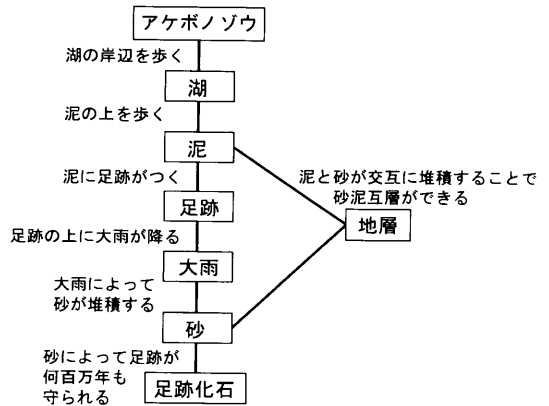 アケボノゾウ
湖の岸辺を歩く
湖
泥の上を歩く
泥
泥に足跡がつく
泥と砂が交互に堆積することで
砂泥互層ができる
足跡
地層
足跡の上に大雨が降る
大雨
大雨によって
砂が堆積する
砂
砂によって足跡が
何百万年も
守られる
足跡化石